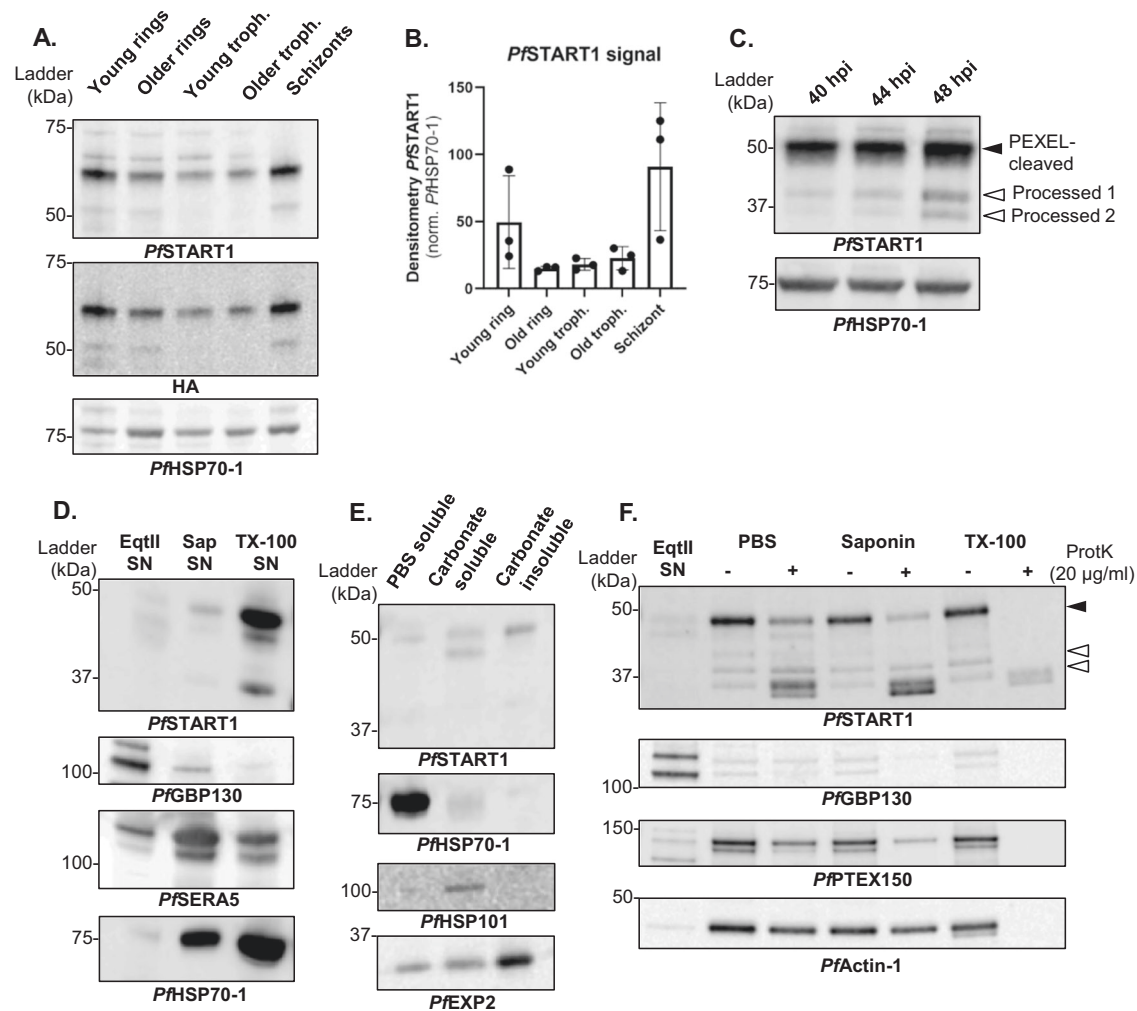 A.
Ladder
(kDa)
Young rings
Older rings
Young troph.
Older troph.
Schizonts
75-
50-
PfSTART1
75-
50-
HA
75-
PfHSP70-1
B.
PfSTART1 signal
Densitometry PfSTART1
(norm. PfHSP70-1)
150
100
50
0
Young ring
Old ring
Young troph.
Old troph.
Schizont
C.
Ladder
(kDa)
40 hpi
44 hpi
48 hpi
50-
37-
PEXEL-
cleaved
Processed 1
Processed 2
PfSTART1
75-
PfHSP70-1
D.
Ladder
(kDa)
EqtII
SN
Sap
SN
TX-100
SN
50-
37-
PfSTART1
100-
PfGBP130
100-
PfSERA5
75-
PfHSP70-1
E.
Ladder
(kDa)
PBS soluble
Carbonate
soluble
Carbonate
insoluble
50-
37-
PfSTART1
75-
PfHSP70-1
100-
PfHSP101
37-
PfEXP2
F.
Ladder
(kDa)
EqtII
SN
PBS
Saponin
TX-100
- + - + - +
ProtK
(20 µg/ml)
50-
37-
PfSTART1
100-
PfGBP130
150-
PfPTEX150
50-
PfActin-1